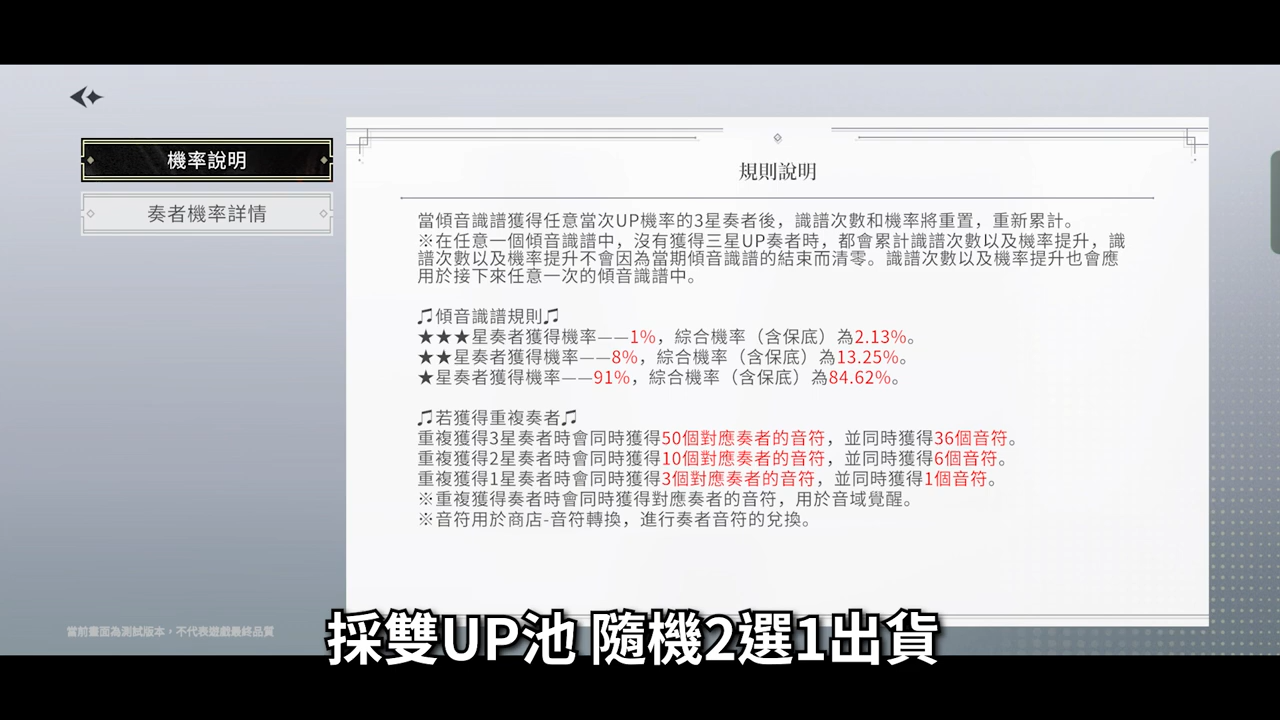 機率說明
奏者機率詳情
規則說明
當傾音識譜獲得任意當次UP機率的3星奏者後，識譜次數和機率將重置，重新累計。
※在任意一個傾音識譜中，沒有獲得三星UP奏者時，都會累計識譜次數以及機率提升，識
譜次數以及機率提升不會因為當期傾音識譜的結束而清零。識譜次數以及機率提升也會應
用於接下來任意一次的傾音識譜中。
♫傾音識譜規則♫
★★★星奏者獲得機率——1%，綜合機率（含保底）為2.13%。
★★星奏者獲得機率——8%，綜合機率（含保底）為13.25%。
★星奏者獲得機率——91%，綜合機率（含保底）為84.62%。
♫若獲得重複奏者♫
重複獲得3星奏者時會同時獲得50個對應奏者的音符，並同時獲得36個音符。
重複獲得2星奏者時會同時獲得10個對應奏者的音符，並同時獲得6個音符。
重複獲得1星奏者時會同時獲得3個對應奏者的音符，並同時獲得1個音符。
※重複獲得奏者時會同時獲得對應奏者的音符，用於音域覺醒。
※音符用於商店-音符轉換，進行奏者音符的兌換。
當前畫面為測試版本，不代表遊戲最終品質
採雙UP池 隨機2選1出貨